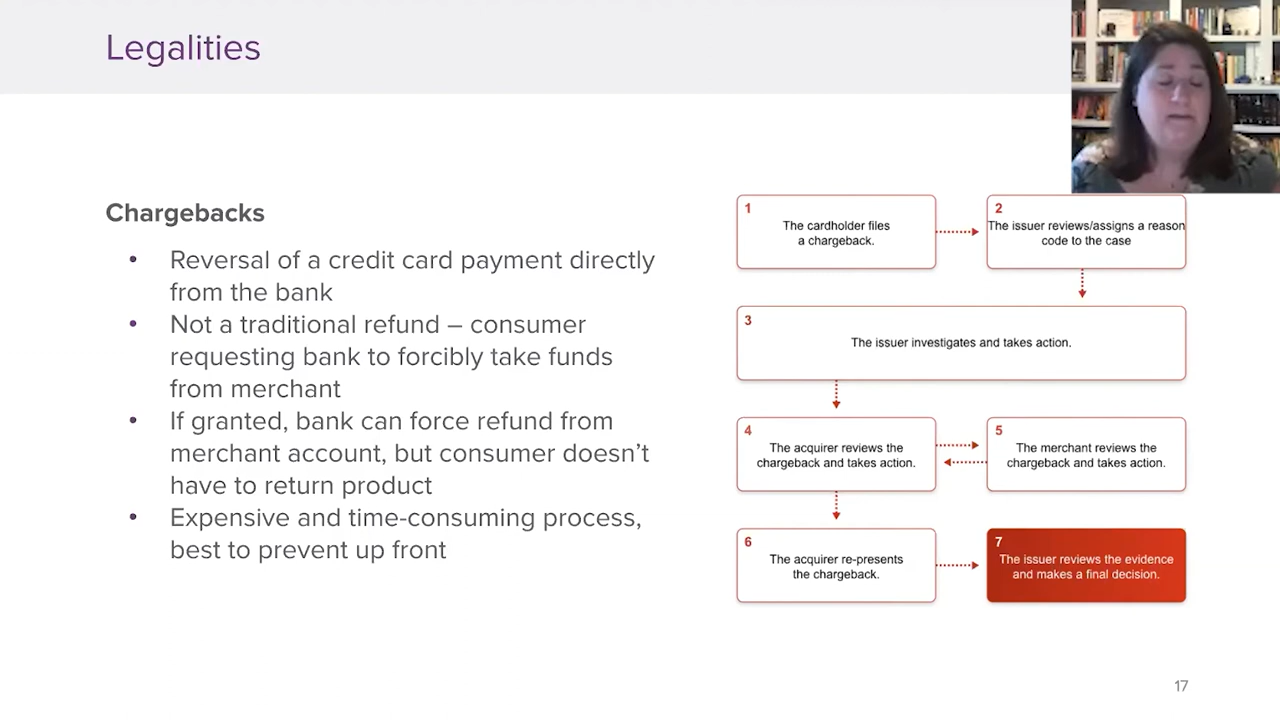 Legalities
Chargebacks
• Reversal of a credit card payment directly
from the bank
• Not a traditional refund – consumer
requesting bank to forcibly take funds
from merchant
• If granted, bank can force refund from
merchant account, but consumer doesn't
have to return product
• Expensive and time-consuming process,
best to prevent up front
1
The cardholder files
a chargeback.
2
The issuer reviews/assigns a reason
code to the case
3
The issuer investigates and takes action.
4
The acquirer reviews the
chargeback and takes action.
5
The merchant reviews the
chargeback and takes action.
6
The acquirer re-presents
the chargeback.
7
The issuer reviews the evidence
and makes a final decision.
17